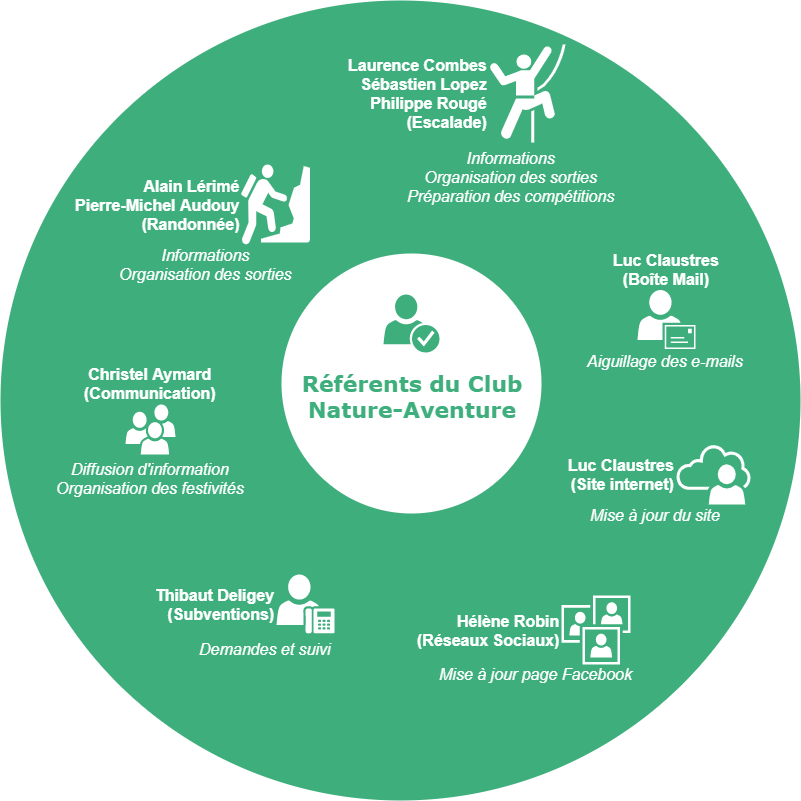 Laurence Combes
Sébastien Lopez
Philippe Rougé
(Escalade)
Informations
Organisation des sorties
Préparation des compétitions
Alain Lérimé
Pierre-Michel Audouy
(Randonnée)
Informations
Organisation des sorties
Luc Claustres
(Boîte Mail)
Aiguillage des e-mails
Référents du Club
Nature-Aventure
Christel Aymard
(Communication)
Diffusion d'information
Organisation des festivités
Luc Claustres
(Site internet)
Mise à jour du site
Thibaut Deligey
(Subventions)
Demandes et suivi
Hélène Robin
(Réseaux Sociaux)
Mise à jour page Facebook